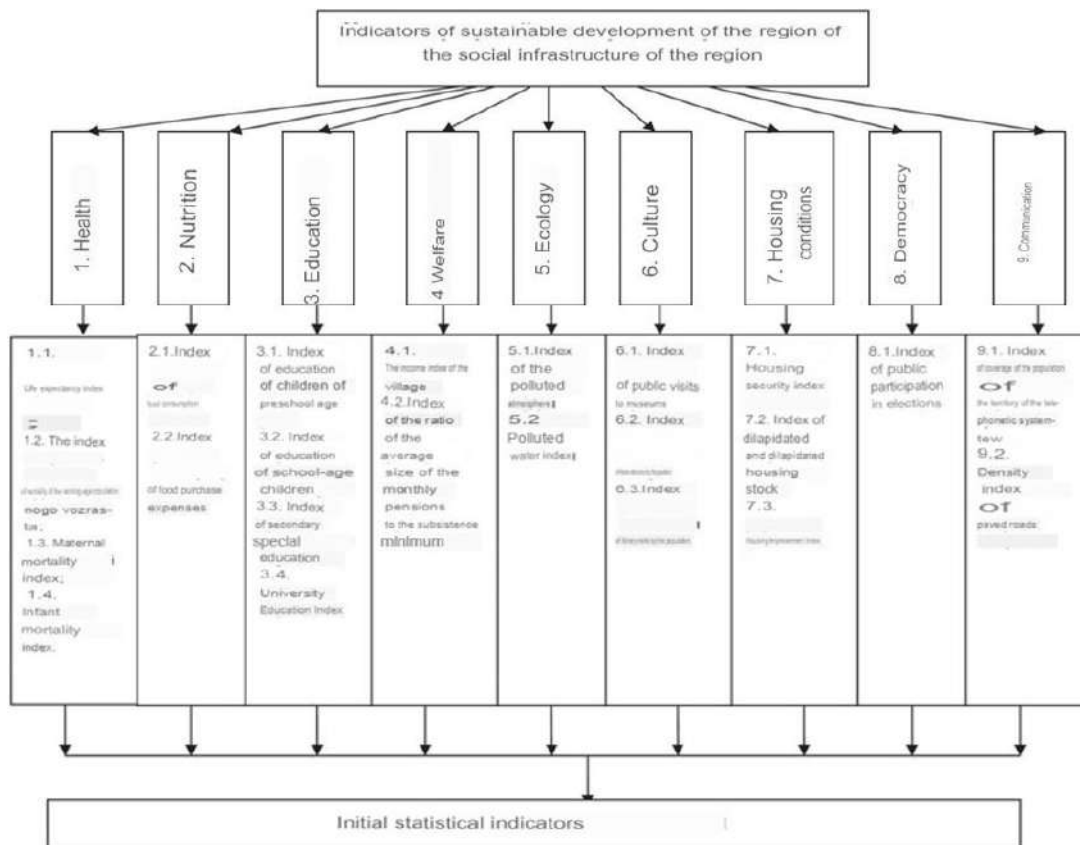 Indicators of sustainable development of the region of
the social infrastructure of the region
1. Health
2. Nutrition
3. Education
4 Welfare
5. Ecology
6. Culture
7. Housing
conditions
8. Democracy
9. Communication
1.1.
Life expectancy index
1.2. The index
of mortality of the working age population
nogo vozras-
ta;
1.3. Maternal
mortality
index;
1.4.
Infant
mortality
index.
2.1.Index
of
food consumption
2.2 Index
of food purchase
expenses
3.1. Index
of education
of children of
preschool age
3.2. Index
of education
of school-age
children
3.3. Index
of secondary
special
education
3.4.
University
Education Index
4.1.
The income index of the
village
4.2.Index
of the ratio
of the
average
size of the
monthly
pensions
to the subsistence
minimum
5.1.Index
of the
polluted
atmosphere
5.2
Polluted
water index
6.1. Index
of public visits
to museums
6.2. Index
6.3.Index
7.1.
Housing
security index
7.2. Index of
dilapidated
and dilapidated
housing
stock
7.3.
Housing improvement index
8.1.Index
of public
participation
in elections
9.1. Index
of coverage of the population
of
the territory of the tele-
phonetic system-
tew
9.2.
Density
index
of
paved roads
Initial statistical indicators